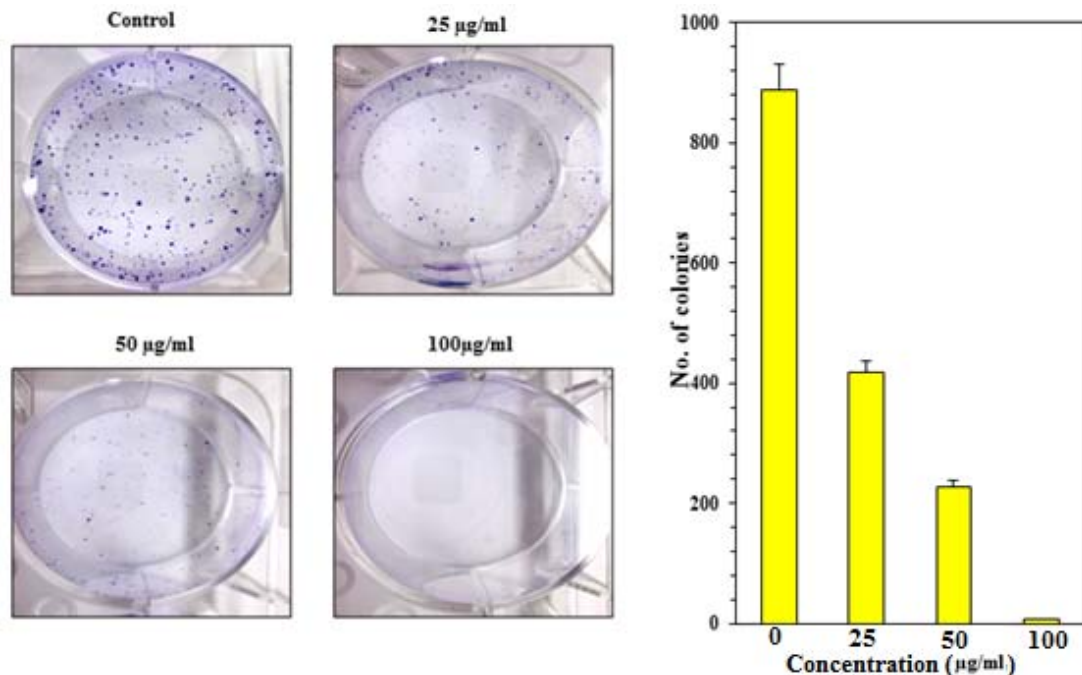 Control
25 µg/ml
50 µg/ml
100µg/ml
No. of colonies
1000
800
600
400
200
0
0 25 50 100
Concentration (µg/ml)